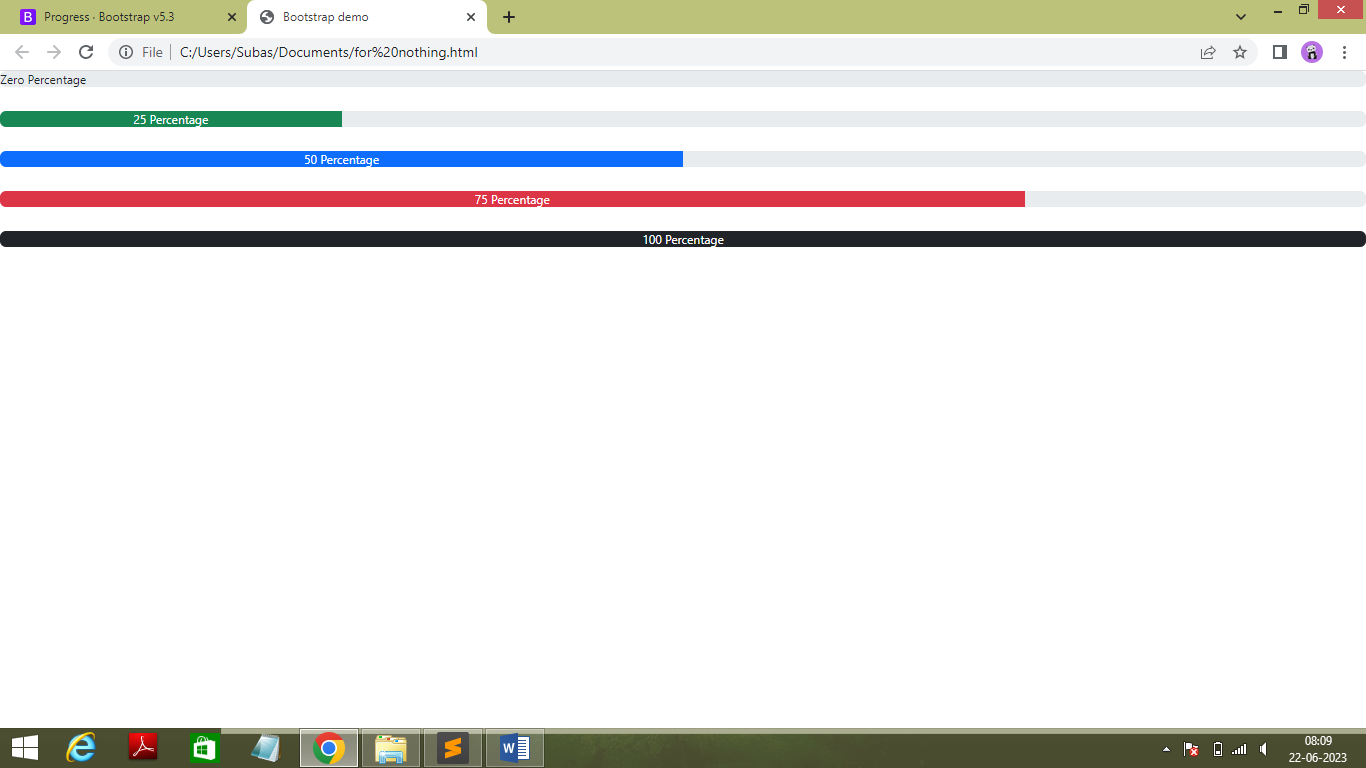 Progress · Bootstrap v5.3
Bootstrap demo
File
C:/Users/Subas/Documents/for%20nothing.html
Zero Percentage
25 Percentage
50 Percentage
75 Percentage
100 Percentage
08:09
22-06-2023